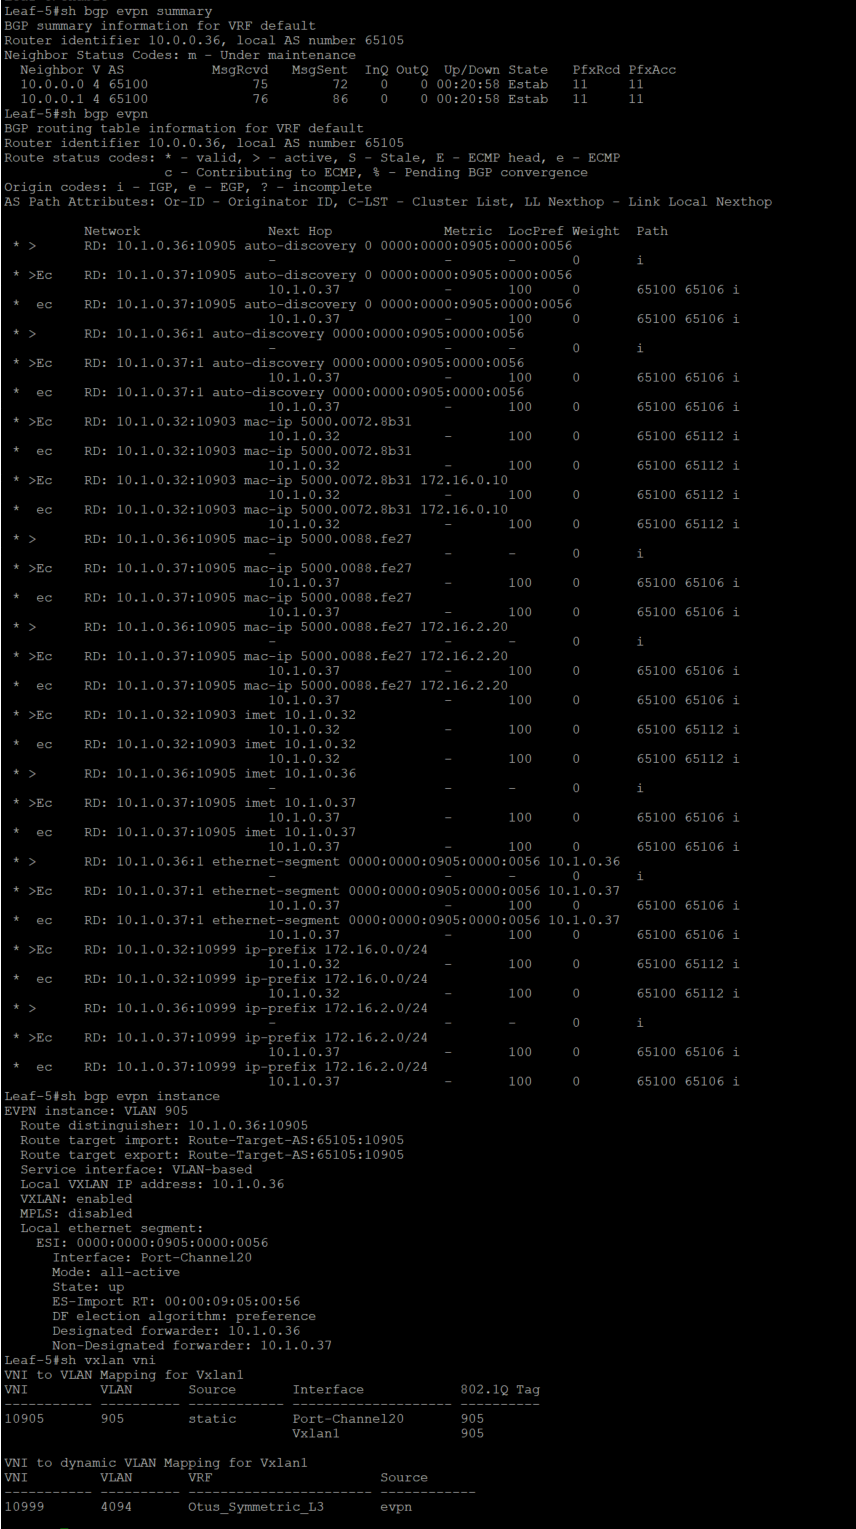 Leaf-5#sh bgp evpn summary
BGP summary information for VRF default
Router identifier 10.0.0.36, local AS number 65105
Neighbor Status Codes: m - Under maintenance
  Neighbor V AS           MsgRcvd   MsgSent  InQ OutQ  Up/Down State   PfxRcd PfxAcc
  10.0.0.0 4 65100             75        72    0    0 00:20:58 Estab   11     11
  10.0.0.1 4 65100             76        86    0    0 00:20:58 Estab   11     11
Leaf-5#sh bgp evpn
BGP routing table information for VRF default
Router identifier 10.0.0.36, local AS number 65105
Route status codes: * - valid, > - active, S - Stale, E - ECMP head, e - ECMP
                    c - Contributing to ECMP, % - Pending BGP convergence
Origin codes: i - IGP, e - EGP, ? - incomplete
AS Path Attributes: Or-ID - Originator ID, C-LST - Cluster List, LL Nexthop - Link Local Nexthop
          Network                Next Hop              Metric  LocPref Weight  Path
 * >      RD: 10.1.0.36:10905 auto-discovery 0 0000:0000:0905:0000:0056
                                 -                     -       -       0       i
 * >Ec    RD: 10.1.0.37:10905 auto-discovery 0 0000:0000:0905:0000:0056
                                 10.1.0.37             -       100     0       65100 65106 i
 *  ec    RD: 10.1.0.37:10905 auto-discovery 0 0000:0000:0905:0000:0056
                                 10.1.0.37             -       100     0       65100 65106 i
 * >      RD: 10.1.0.36:1 auto-discovery 0000:0000:0905:0000:0056
                                 -                     -       -       0       i
 * >Ec    RD: 10.1.0.37:1 auto-discovery 0000:0000:0905:0000:0056
                                 10.1.0.37             -       100     0       65100 65106 i
 *  ec    RD: 10.1.0.37:1 auto-discovery 0000:0000:0905:0000:0056
                                 10.1.0.37             -       100     0       65100 65106 i
 * >Ec    RD: 10.1.0.32:10903 mac-ip 5000.0072.8b31
                                 10.1.0.32             -       100     0       65100 65112 i
 *  ec    RD: 10.1.0.32:10903 mac-ip 5000.0072.8b31
                                 10.1.0.32             -       100     0       65100 65112 i
 * >Ec    RD: 10.1.0.32:10903 mac-ip 5000.0072.8b31 172.16.0.10
                                 10.1.0.32             -       100     0       65100 65112 i
 *  ec    RD: 10.1.0.32:10903 mac-ip 5000.0072.8b31 172.16.0.10
                                 10.1.0.32             -       100     0       65100 65112 i
 * >      RD: 10.1.0.36:10905 mac-ip 5000.0088.fe27
                                 -                     -       -       0       i
 * >Ec    RD: 10.1.0.37:10905 mac-ip 5000.0088.fe27
                                 10.1.0.37             -       100     0       65100 65106 i
 *  ec    RD: 10.1.0.37:10905 mac-ip 5000.0088.fe27
                                 10.1.0.37             -       100     0       65100 65106 i
 * >      RD: 10.1.0.36:10905 mac-ip 5000.0088.fe27 172.16.2.20
                                 -                     -       -       0       i
 * >Ec    RD: 10.1.0.37:10905 mac-ip 5000.0088.fe27 172.16.2.20
                                 10.1.0.37             -       100     0       65100 65106 i
 *  ec    RD: 10.1.0.37:10905 mac-ip 5000.0088.fe27 172.16.2.20
                                 10.1.0.37             -       100     0       65100 65106 i
 * >Ec    RD: 10.1.0.32:10903 imet 10.1.0.32
                                 10.1.0.32             -       100     0       65100 65112 i
 *  ec    RD: 10.1.0.32:10903 imet 10.1.0.32
                                 10.1.0.32             -       100     0       65100 65112 i
 * >      RD: 10.1.0.36:10905 imet 10.1.0.36
                                 -                     -       -       0       i
 * >Ec    RD: 10.1.0.37:10905 imet 10.1.0.37
                                 10.1.0.37             -       100     0       65100 65106 i
 *  ec    RD: 10.1.0.37:10905 imet 10.1.0.37
                                 10.1.0.37             -       100     0       65100 65106 i
 * >      RD: 10.1.0.36:1 ethernet-segment 0000:0000:0905:0000:0056 10.1.0.36
                                 -                     -       -       0       i
 * >Ec    RD: 10.1.0.37:1 ethernet-segment 0000:0000:0905:0000:0056 10.1.0.37
                                 10.1.0.37             -       100     0       65100 65106 i
 *  ec    RD: 10.1.0.37:1 ethernet-segment 0000:0000:0905:0000:0056 10.1.0.37
                                 10.1.0.37             -       100     0       65100 65106 i
 * >Ec    RD: 10.1.0.32:10999 ip-prefix 172.16.0.0/24
                                 10.1.0.32             -       100     0       65100 65112 i
 *  ec    RD: 10.1.0.32:10999 ip-prefix 172.16.0.0/24
                                 10.1.0.32             -       100     0       65100 65112 i
 * >      RD: 10.1.0.36:10999 ip-prefix 172.16.2.0/24
                                 -                     -       -       0       i
 * >Ec    RD: 10.1.0.37:10999 ip-prefix 172.16.2.0/24
                                 10.1.0.37             -       100     0       65100 65106 i
 *  ec    RD: 10.1.0.37:10999 ip-prefix 172.16.2.0/24
                                 10.1.0.37             -       100     0       65100 65106 i
Leaf-5#sh bgp evpn instance
EVPN instance: VLAN 905
  Route distinguisher: 10.1.0.36:10905
  Route target import: Route-Target-AS:65105:10905
  Route target export: Route-Target-AS:65105:10905
  Service interface: VLAN-based
  Local VXLAN IP address: 10.1.0.36
  VXLAN: enabled
  MPLS: disabled
  Local ethernet segment:
    ESI: 0000:0000:0905:0000:0056
      Interface: Port-Channel20
      Mode: all-active
      State: up
      ES-Import RT: 00:00:09:05:00:56
      DF election algorithm: preference
      Designated forwarder: 10.1.0.36
      Non-Designated forwarder: 10.1.0.37
Leaf-5#sh vxlan vni
VNI to VLAN Mapping for Vxlan1
VNI         VLAN       Source       Interface            802.1Q Tag
----------- ---------- ------------ -------------------- ----------
10905       905        static       Port-Channel20       905
                                    Vxlan1               905
VNI to dynamic VLAN Mapping for Vxlan1
VNI         VLAN       VRF                     Source
----------- ---------- ----------------------- ------------
10999       4094       Otus_Symmetric_L3       evpn